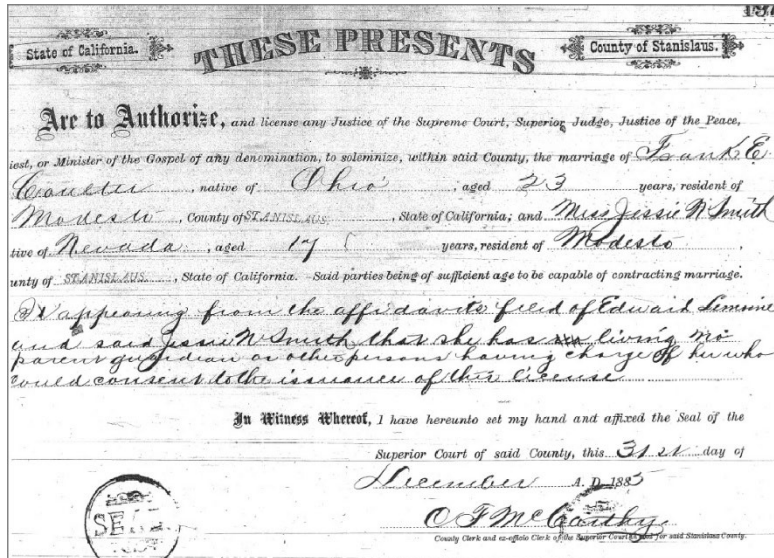 137
State of California. THESE PRESENTS County of Stanislaus.
Are to Authorize, and license any Justice of the Supreme Court, Superior Judge, Justice of the Peace,
iest, or Minister of the Gospel of any denomination, to solemnize, within said County, the marriage of Frank E
Coulter, native of Ohio, aged 23 years, resident of
Modesto, County of STANISLAUS, State of California; and Miss Jessie N Smith
tive of Nevada, aged 17 years, resident of Modesto,
unty of STANISLAUS, State of California. Said parties being of sufficient age to be capable of contracting marriage.
It appearing from the affidavits filed of Edward Limoine
and said Jessie N Smith that she has living no
parent guardian or other persons having charge of her who
could consent to the issuance of this license
In Witness Whereof, I have hereunto set my hand and affixed the Seal of the
Superior Court of said County, this 31st day of
December A. D. 1885
O F McCarthy
County Clerk and ex-officio Clerk of the Superior Court in and for said Stanislaus County.
SEAL